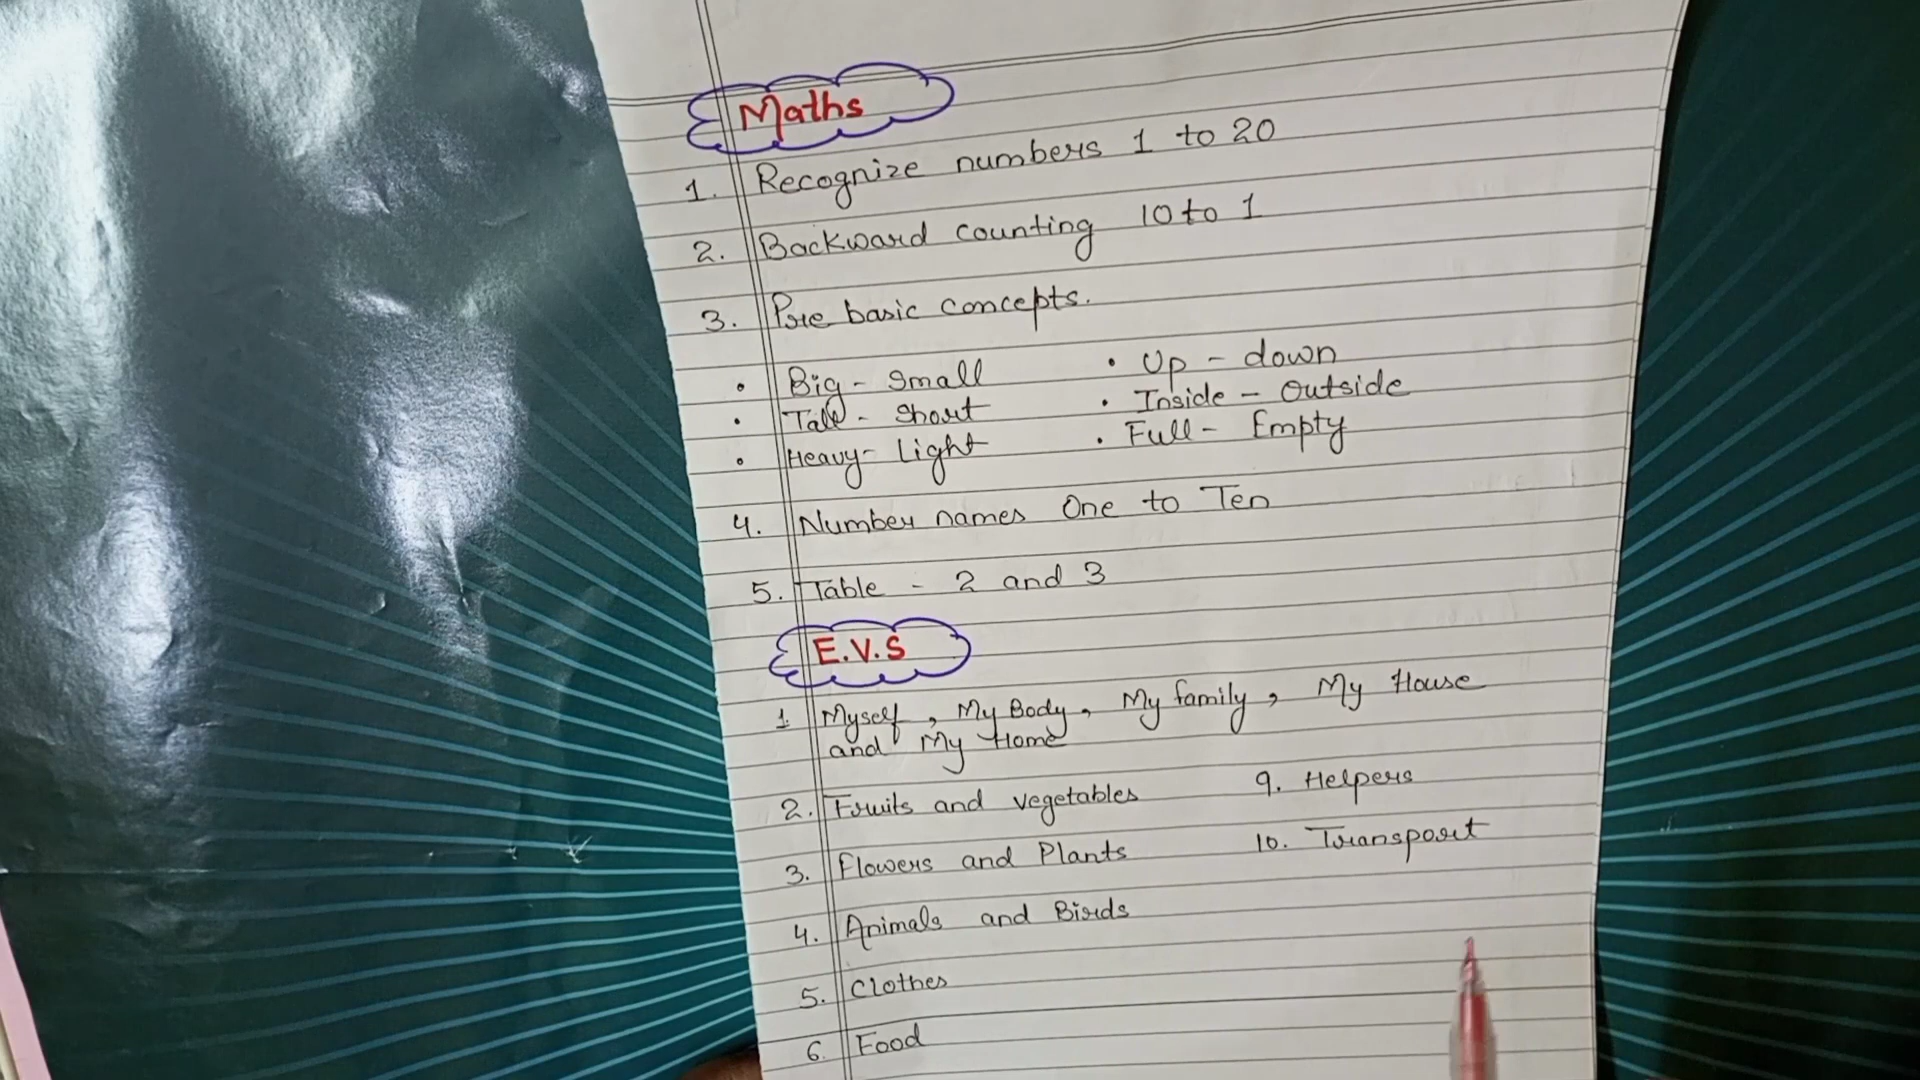 Maths
1. Recognize numbers 1 to 20
2. Backward counting 10 to 1
3. Pre basic concepts.
• Big - Small • Up - down
• Tall - Short • Inside - Outside
• Heavy - Light • Full - Empty
4. Number names One to Ten
5. Table - 2 and 3
E.V.S
1. Myself, My Body, My family, My House
and My Home
2. Fruits and vegetables 9. Helpers
3. Flowers and Plants 10. Transport
4. Animals and Birds
5. Clothes
6. Food